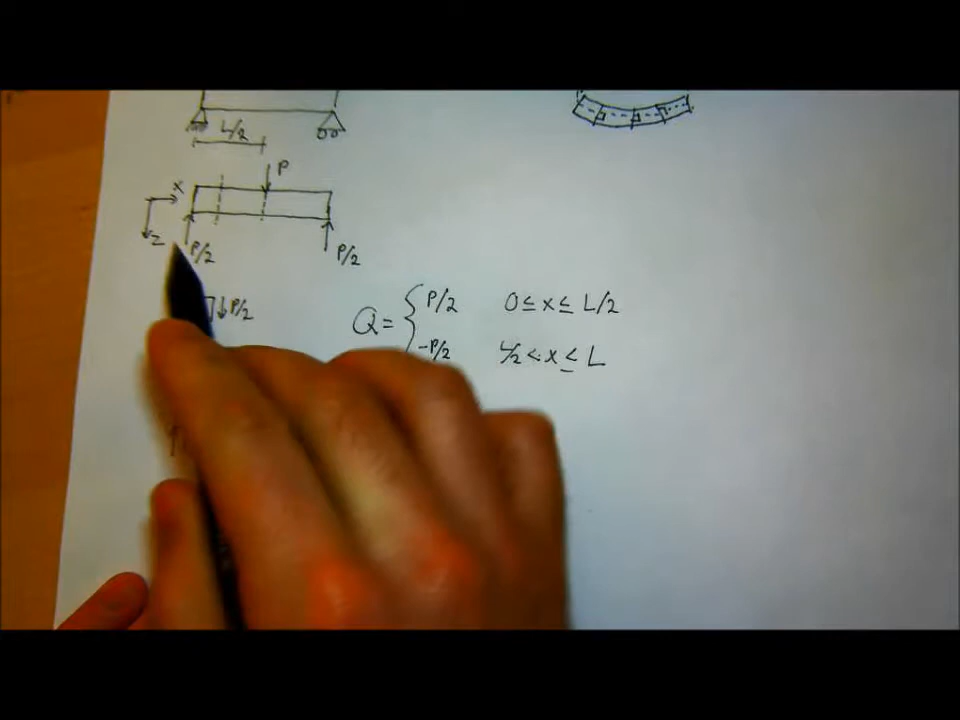 L/2
P
X
Z
P/2
P/2
P/2
Q = { P/2 0 ≤ x ≤ L/2
-P/2 L/2 < x ≤ L